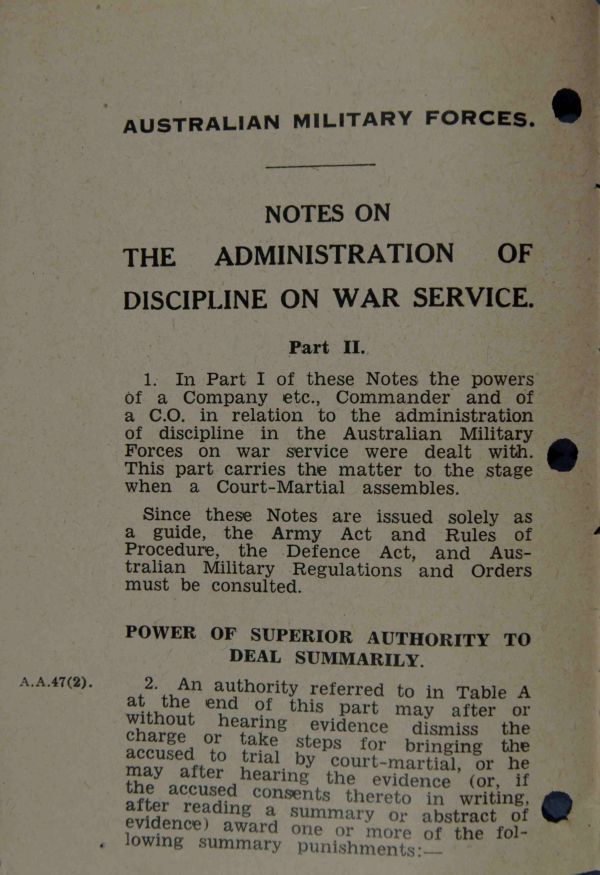 AUSTRALIAN MILITARY FORCES.
NOTES ON
THE ADMINISTRATION OF
DISCIPLINE ON WAR SERVICE.
Part II.
1. In Part I of these Notes the powers
of a Company etc., Commander and of
a C.O. in relation to the administration
of discipline in the Australian Military
Forces on war service were dealt with.
This part carries the matter to the stage
when a Court-Martial assembles.
Since these Notes are issued solely as
a guide, the Army Act and Rules of
Procedure, the Defence Act, and Aus-
tralian Military Regulations and Orders
must be consulted.
POWER OF SUPERIOR AUTHORITY TO
DEAL SUMMARILY.
A.A.47(2).
2. An authority referred to in Table A
at the end of this part may after or
without hearing evidence dismiss the
charge or take steps for bringing the
accused to trial by court-martial, or he
may after hearing the evidence (or, if
the accused consents thereto in writing,
after reading a summary or abstract of
evidence) award one or more of the fol-
lowing summary punishments:—